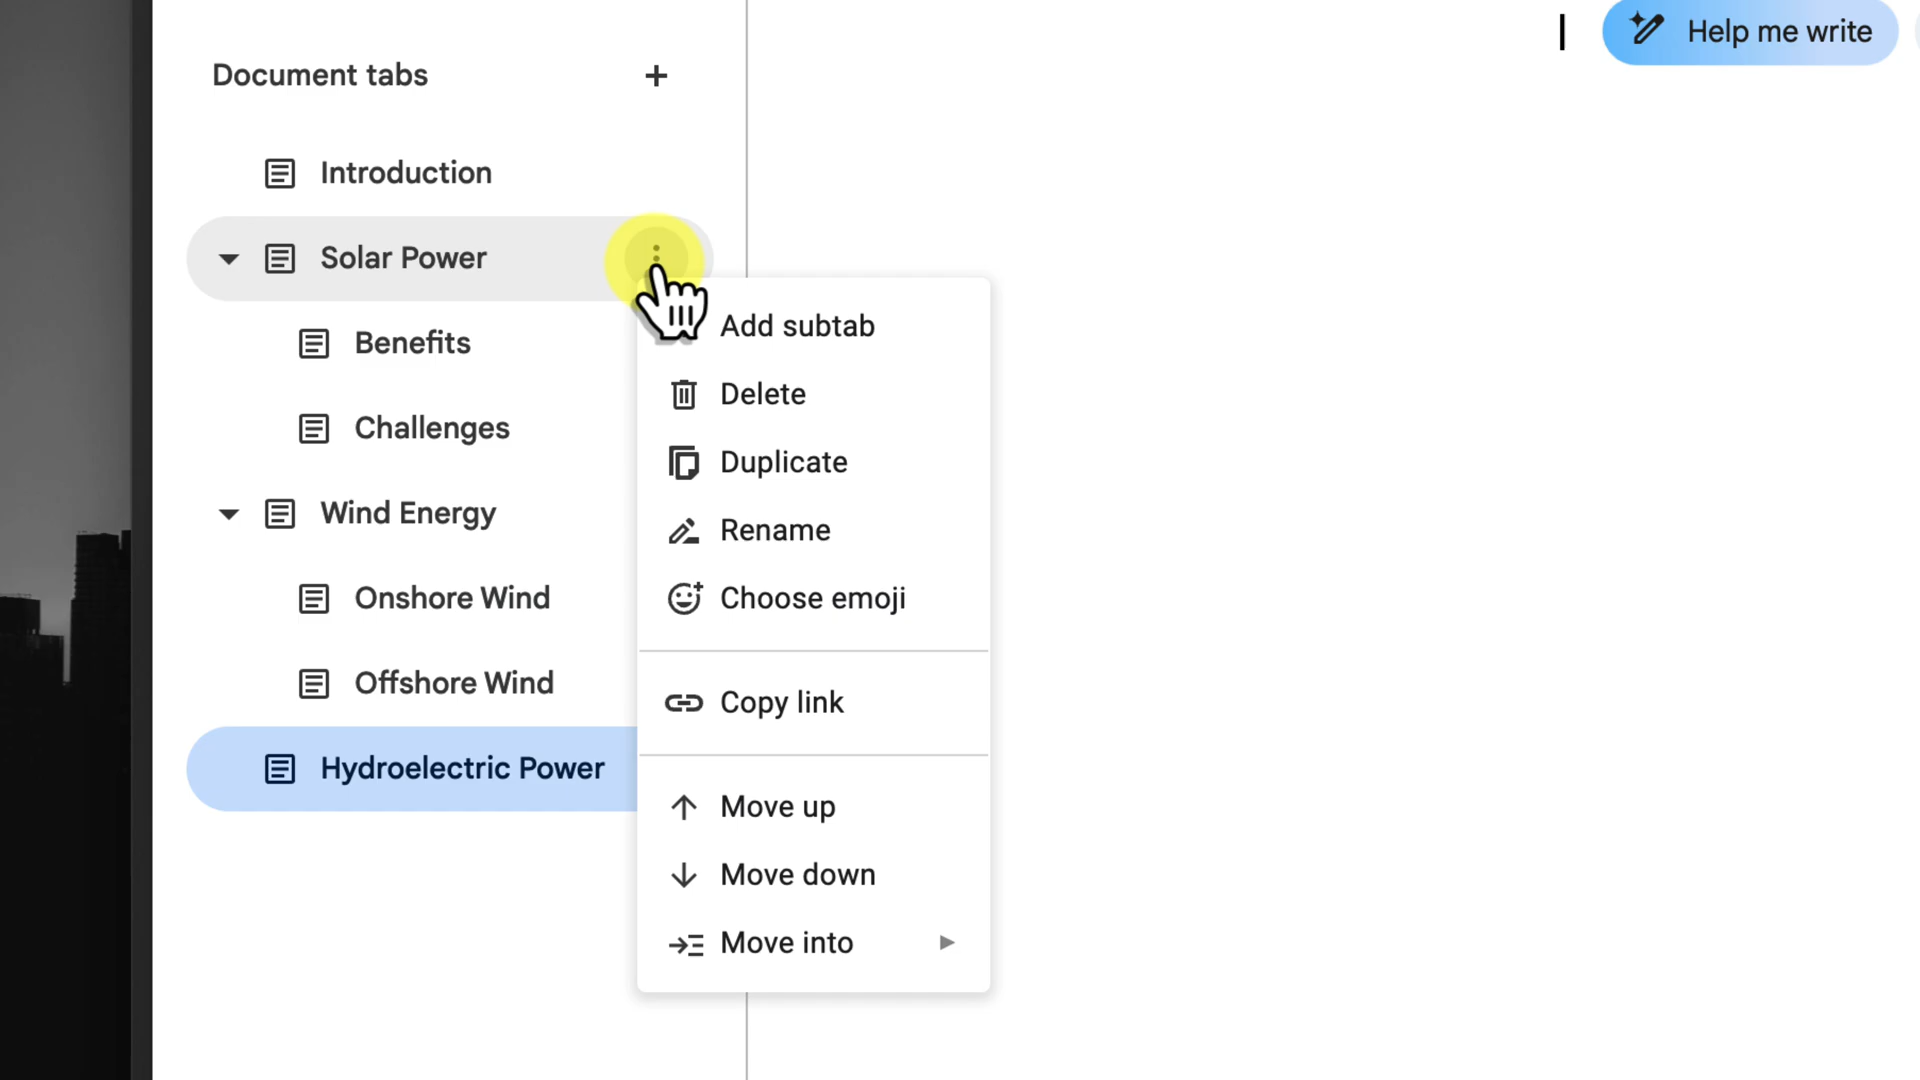 Document tabs
Help me write
Introduction
Solar Power
Benefits
Challenges
Wind Energy
Onshore Wind
Offshore Wind
Hydroelectric Power
Add subtab
Delete
Duplicate
Rename
Choose emoji
Copy link
Move up
Move down
Move into